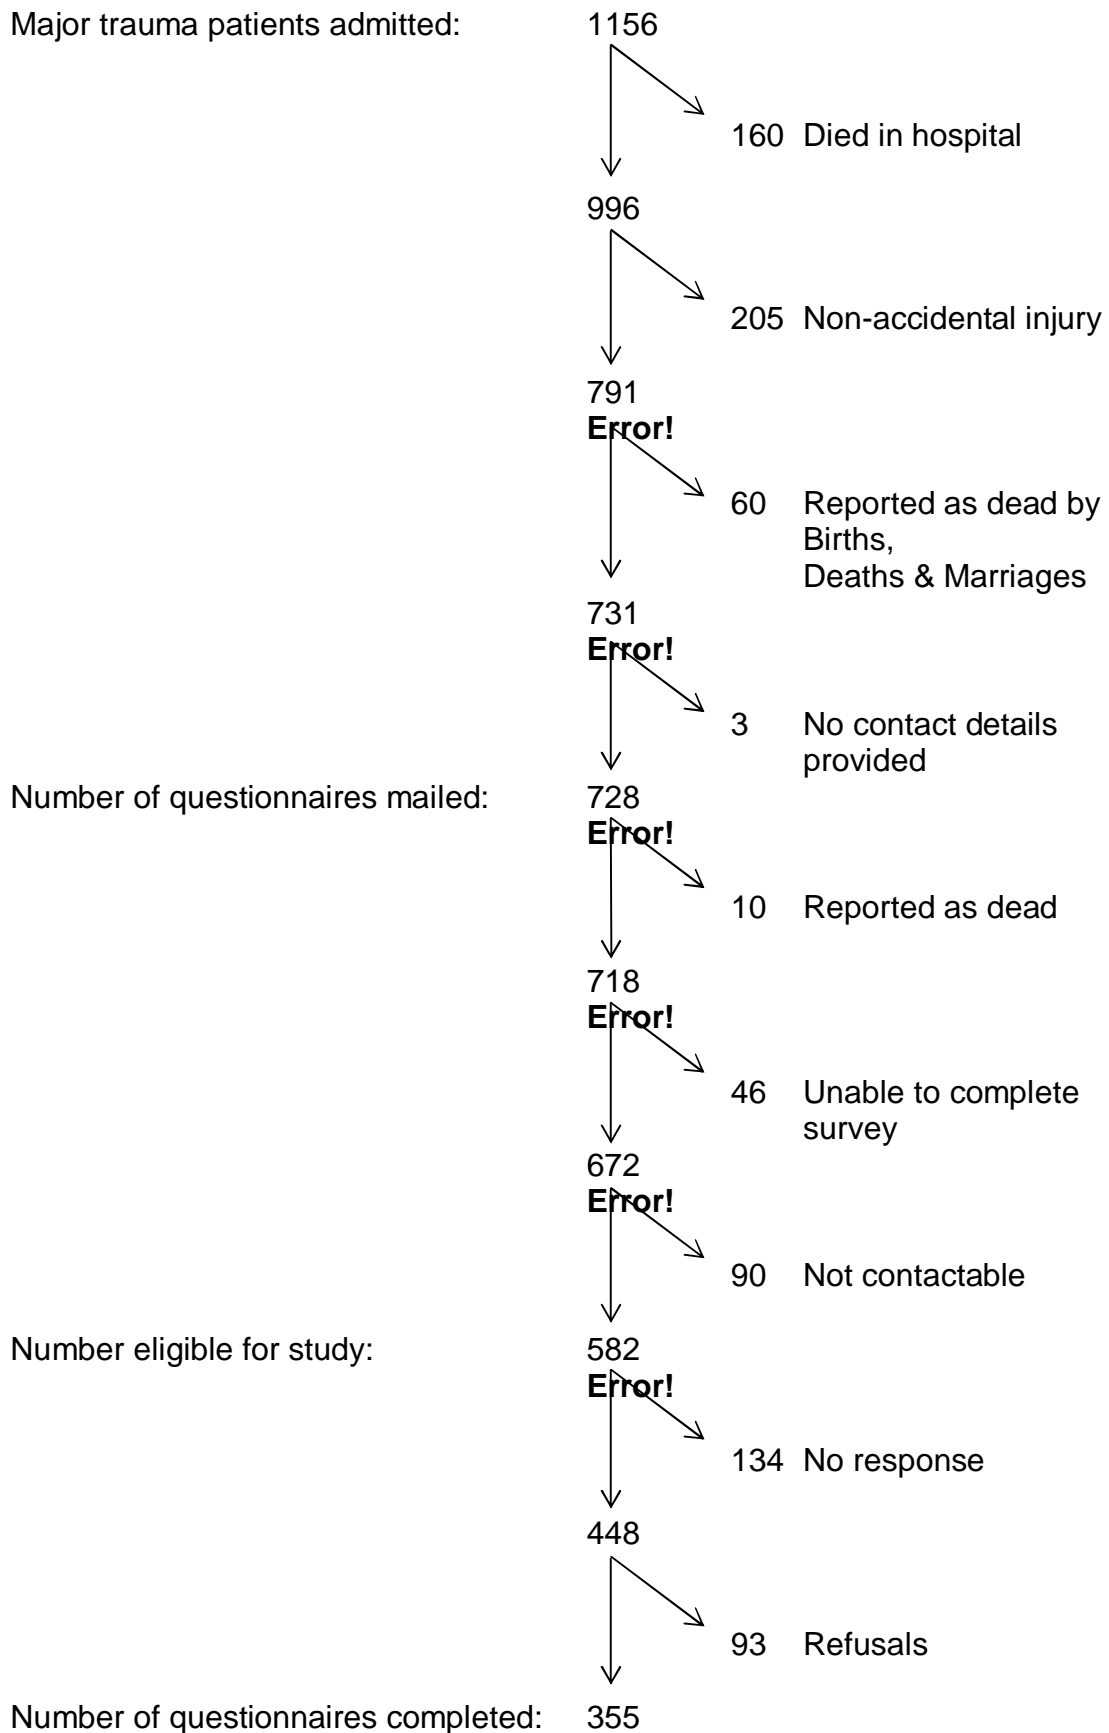 Major trauma patients admitted: 1156
160 Died in hospital
996
205 Non-accidental injury
791
Error!
60 Reported as dead by
Births,
Deaths & Marriages
731
Error!
3 No contact details
provided
Number of questionnaires mailed: 728
Error!
10 Reported as dead
718
Error!
46 Unable to complete
survey
672
Error!
90 Not contactable
Number eligible for study: 582
Error!
134 No response
448
93 Refusals
Number of questionnaires completed: 355